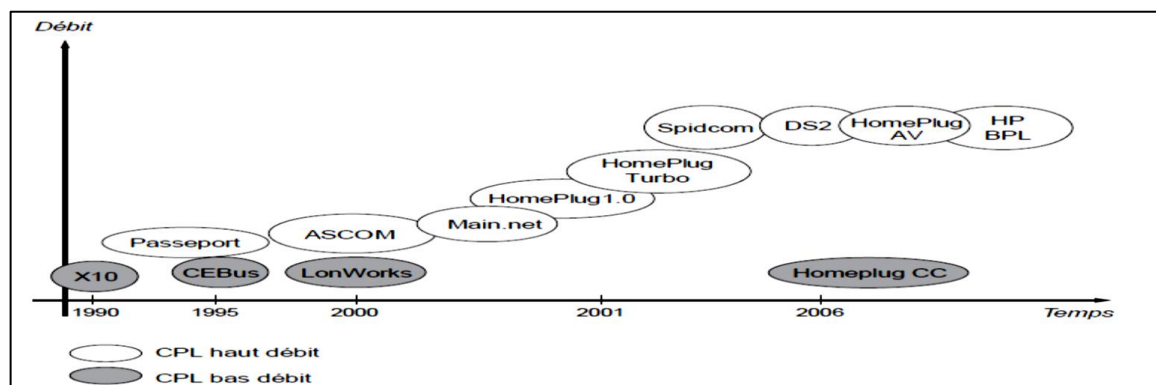 Débit
Spidcom
DS2
HomePlug
AV
HP
BPL
HomePlug
Turbo
HomePlug1.0
Main.net
ASCOM
Passeport
X10
CEBus
LonWorks
Homeplug CC
1990
1995
2000
2001
2006
Temps
CPL haut débit
CPL bas débit